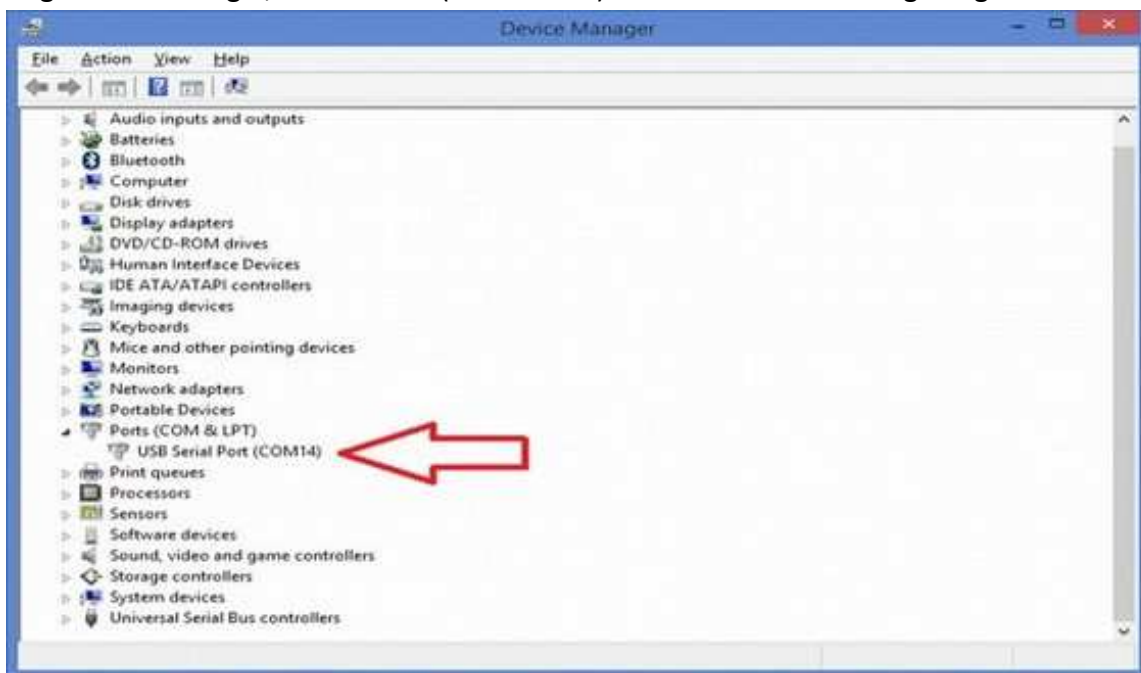 Device Manager
File Action View Help
Audio inputs and outputs
Batteries
Bluetooth
Computer
Disk drives
Display adapters
DVD/CD-ROM drives
Human Interface Devices
IDE ATA/ATAPI controllers
Imaging devices
Keyboards
Mice and other pointing devices
Monitors
Network adapters
Portable Devices
Ports (COM & LPT)
USB Serial Port (COM14)
Print queues
Processors
Sensors
Software devices
Sound, video and game controllers
Storage controllers
System devices
Universal Serial Bus controllers